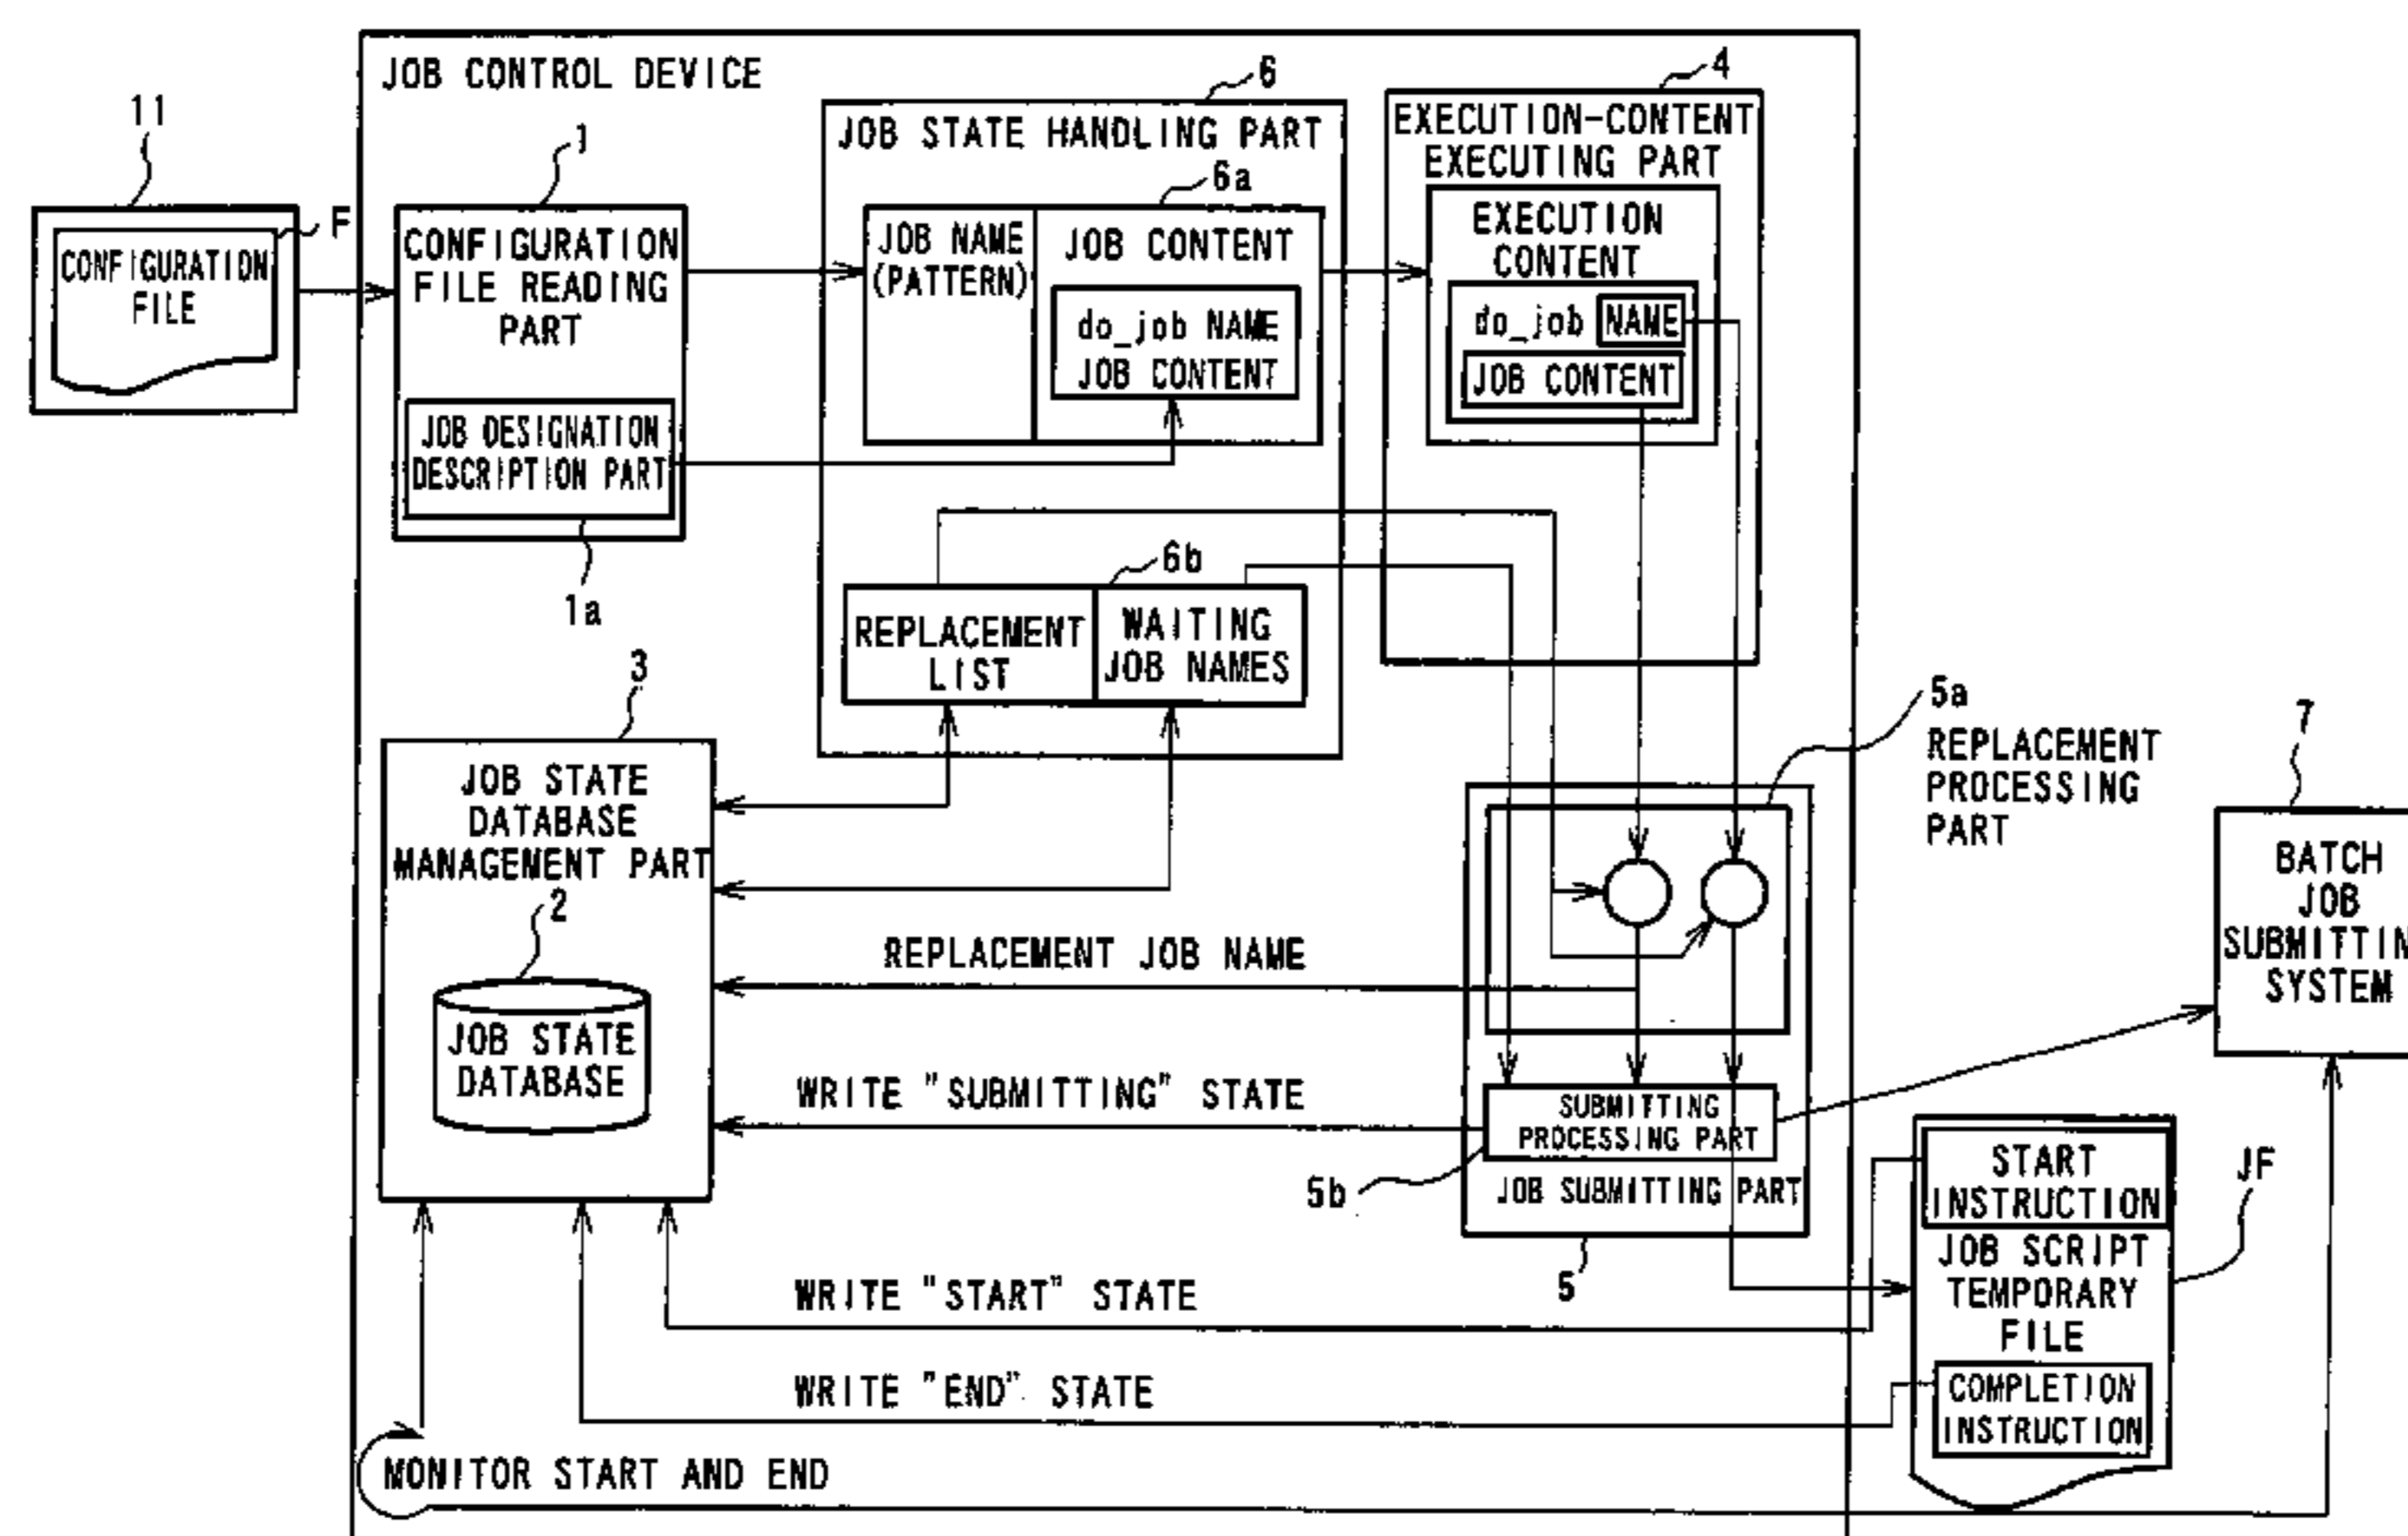 JOB CONTROL DEVICE
11
F
CONFIGURATION
FILE
1
CONFIGURATION
FILE READING
PART
JOB DESIGNATION
DESCRIPTION PART
1a
6
JOB STATE HANDLING PART
6a
JOB NAME
(PATTERN)
JOB CONTENT
do_job NAME
JOB CONTENT
4
EXECUTION-CONTENT
EXECUTING PART
EXECUTION
CONTENT
do_job NAME
JOB CONTENT
6b
REPLACEMENT
LIST
WAITING
JOB NAMES
3
JOB STATE
DATABASE
MANAGEMENT PART
2
JOB STATE
DATABASE
5a
REPLACEMENT
PROCESSING
PART
7
BATCH
JOB
SUBMITTIN
SYSTEM
REPLACEMENT JOB NAME
WRITE "SUBMITTING" STATE
SUBMITTING
PROCESSING PART
5b
JOB SUBMITTING PART
5
START
INSTRUCTION
JF
JOB SCRIPT
TEMPORARY
FILE
COMPLETION
INSTRUCTION
WRITE "START" STATE
WRITE "END" STATE
MONITOR START AND END